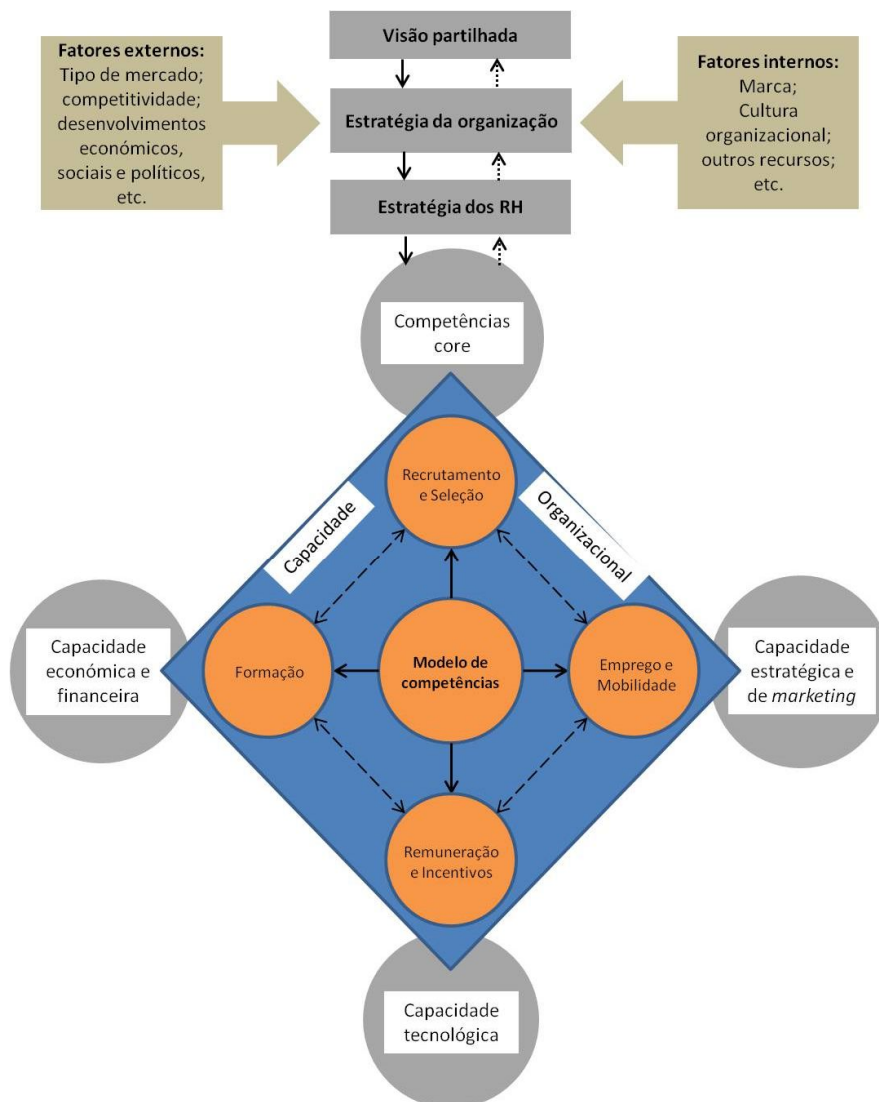 Visão partilhada
Fatores externos:
Tipo de mercado;
competitividade;
desenvolvimentos
económicos,
sociais e políticos,
etc.
Estratégia da organização
Fatores internos:
Marca;
Cultura
organizacional;
outros recursos;
etc.
Estratégia dos RH
Competências
core
Recrutamento
e Seleção
Capacidade
Organizacional
Capacidade
económica e
financeira
Formação
Modelo de
competências
Emprego e
Mobilidade
Capacidade
estratégica e
de marketing
Remuneração
e Incentivos
Capacidade
tecnológica